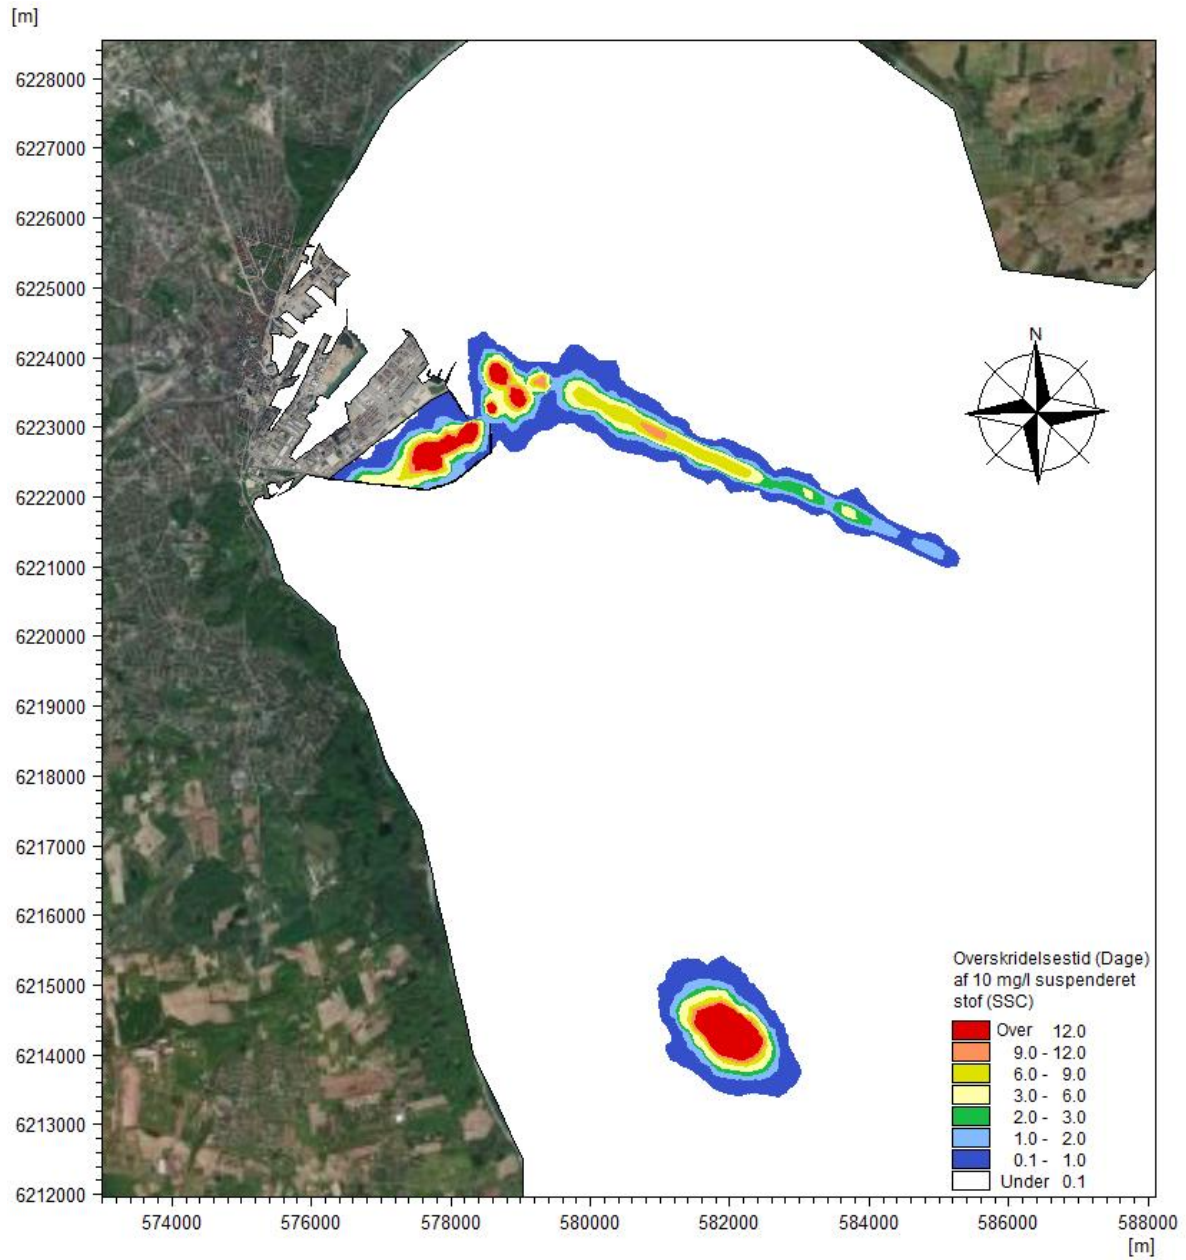 [m]
6228000
6227000
6226000
6225000
6224000
6223000
6222000
6221000
6220000
6219000
6218000
6217000
6216000
6215000
6214000
6213000
6212000
N
Overskridelsestid (Dage)
af 10 mg/l suspenderet
stof (SSC)
Over 12.0
9.0 - 12.0
6.0 - 9.0
3.0 - 6.0
2.0 - 3.0
1.0 - 2.0
0.1 - 1.0
Under 0.1
574000 576000 578000 580000 582000 584000 586000 588000
[m]